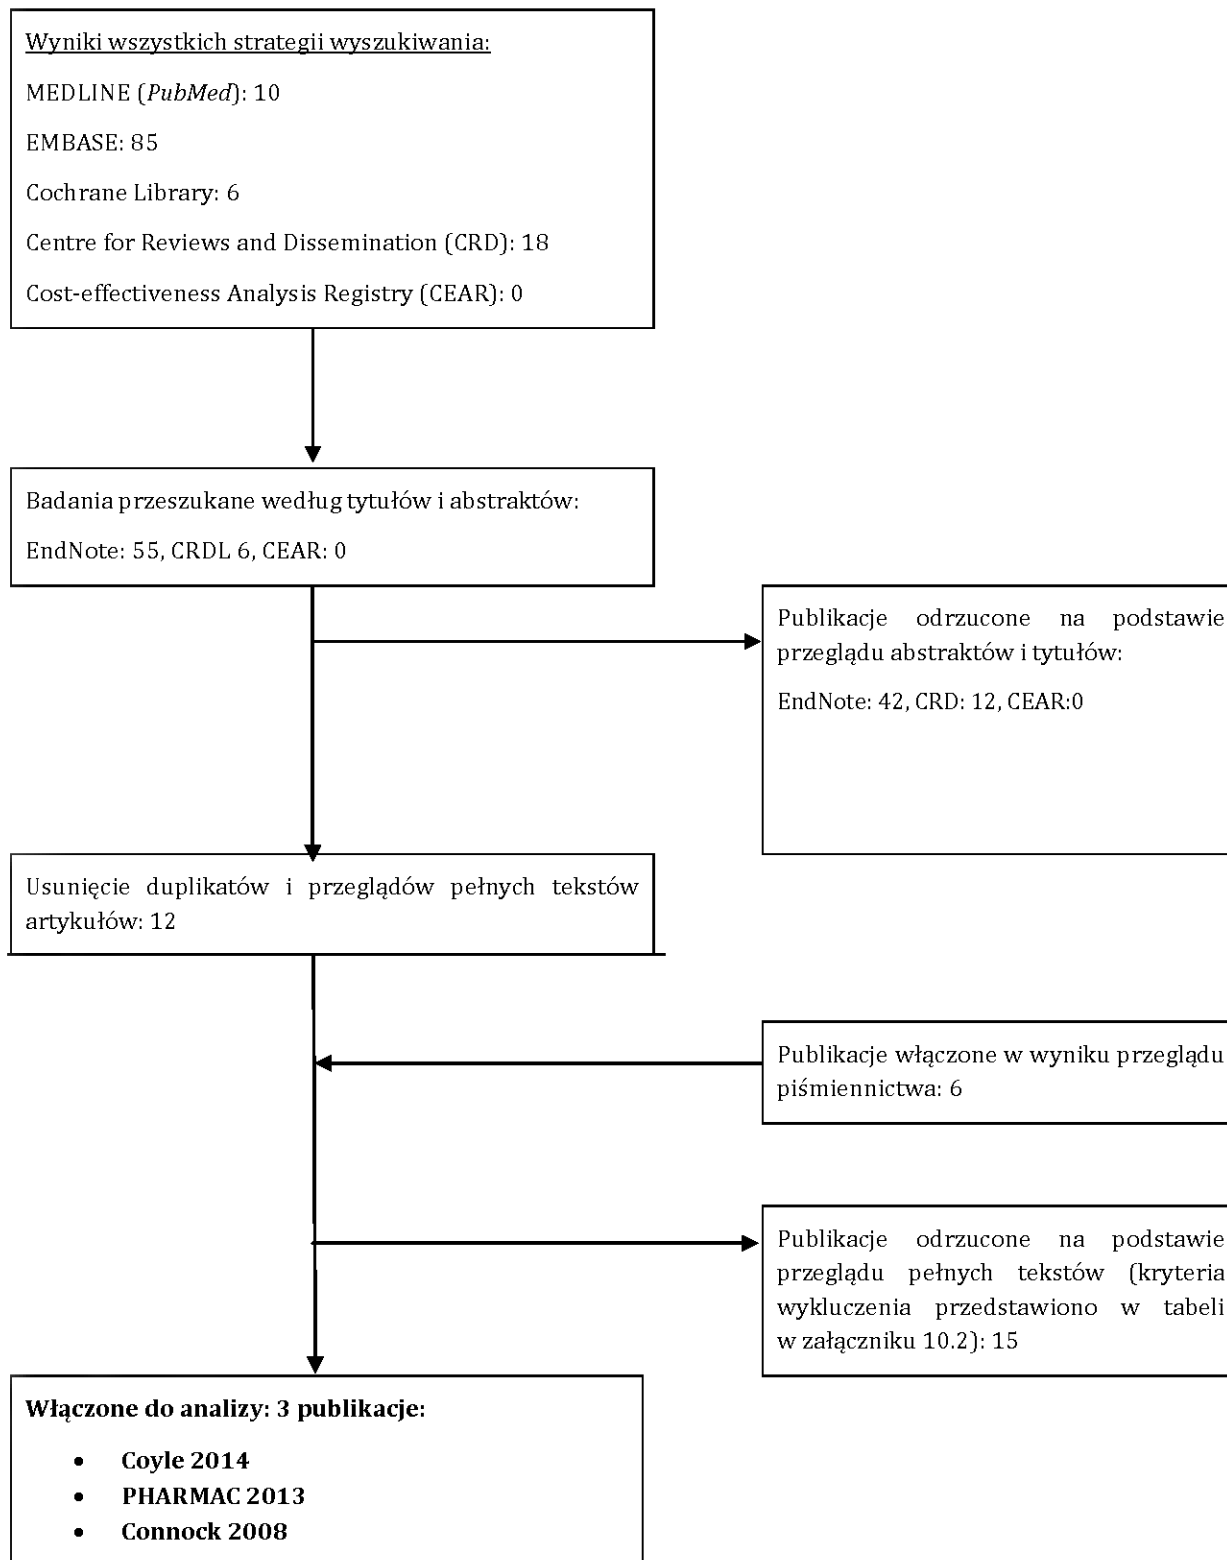 Wyniki wszystkich strategii wyszukiwania:
MEDLINE (PubMed): 10
EMBASE: 85
Cochrane Library: 6
Centre for Reviews and Dissemination (CRD): 18
Cost-effectiveness Analysis Registry (CEAR): 0
Badania przeszukane według tytułów i abstraktów:
EndNote: 55, CRDL 6, CEAR: 0
Publikacje odrzucone na podstawie
przeglądu abstraktów i tytułów:
EndNote: 42, CRD: 12, CEAR:0
Usunięcie duplikatów i przeglądów pełnych tekstów
artykułów: 12
Publikacje włączone w wyniku przeglądu
piśmiennictwa: 6
Publikacje odrzucone na podstawie
przeglądu pełnych tekstów (kryteria
wykluczenia przedstawiono w tabeli
w załączniku 10.2): 15
Włączone do analizy: 3 publikacje:
• Coyle 2014
• PHARMAC 2013
• Connock 2008